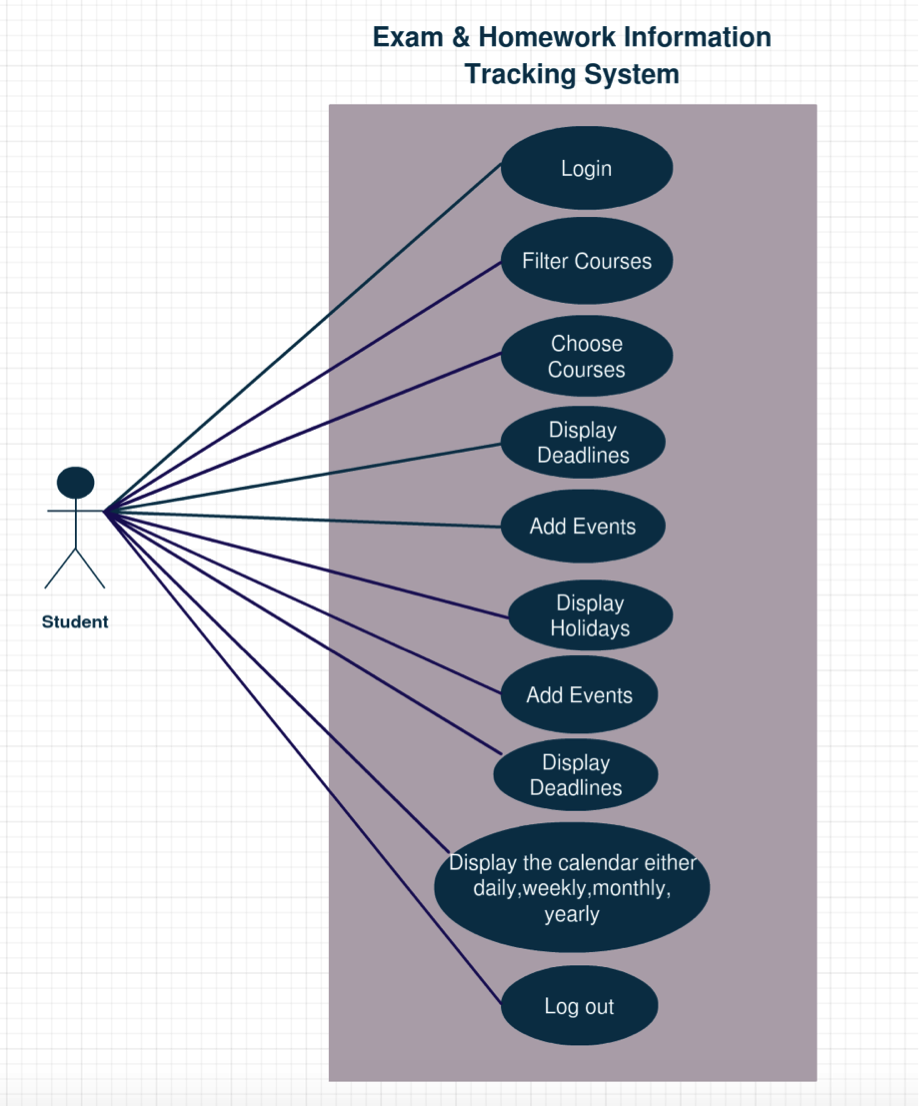 Exam & Homework Information
Tracking System
Login
Filter Courses
Choose
Courses
Display
Deadlines
Add Events
Display
Holidays
Student
Add Events
Display
Deadlines
Display the calendar either
daily,weekly,monthly,
yearly
Log out